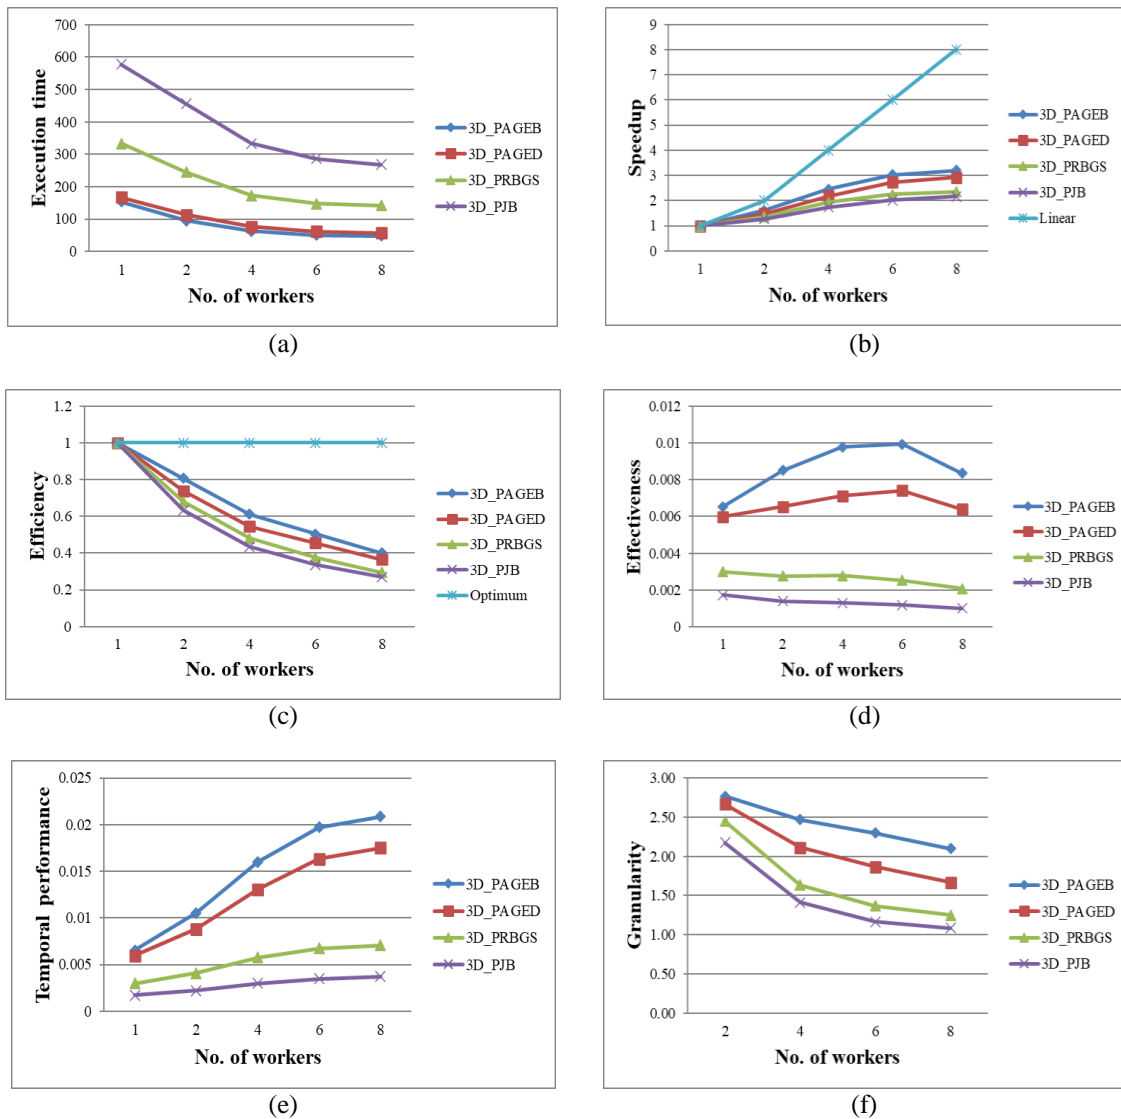 700
600
500
400
300
200
100
0
Execution time
1 2 4 6 8
No. of workers
3D_PAGEB
3D_PAGED
3D_PRBGS
3D_PJB
(a)
9
8
7
6
5
4
3
2
1
0
Speedup
1 2 4 6 8
No. of workers
3D_PAGEB
3D_PAGED
3D_PRBGS
3D_PJB
Linear
(b)
1.2
1
0.8
0.6
0.4
0.2
0
Efficiency
1 2 4 6 8
No. of workers
3D_PAGEB
3D_PAGED
3D_PRBGS
3D_PJB
Optimum
(c)
0.012
0.01
0.008
0.006
0.004
0.002
0
Effectiveness
1 2 4 6 8
No. of workers
3D_PAGEB
3D_PAGED
3D_PRBGS
3D_PJB
(d)
0.025
0.02
0.015
0.01
0.005
0
Temporal performance
1 2 4 6 8
No. of workers
3D_PAGEB
3D_PAGED
3D_PRBGS
3D_PJB
(e)
3.00
2.50
2.00
1.50
1.00
0.50
0.00
Granularity
2 4 6 8
No. of workers
3D_PAGEB
3D_PAGED
3D_PRBGS
3D_PJB
(f)